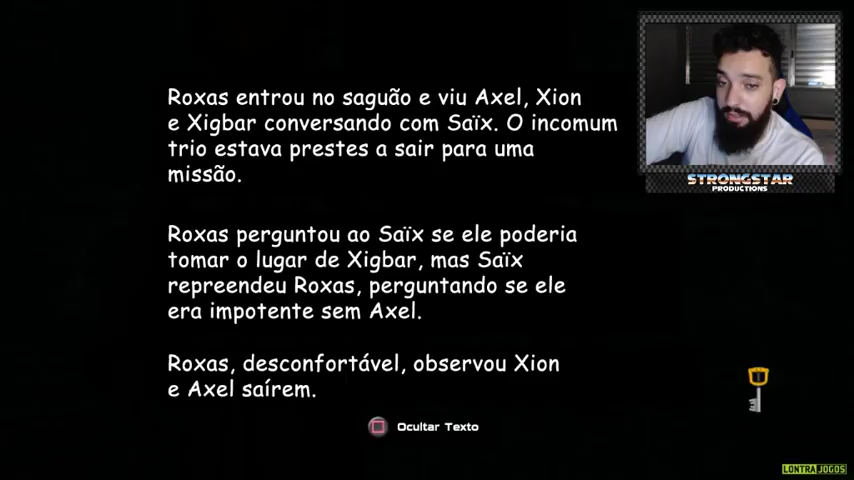 Roxas entrou no saguão e viu Axel, Xion
e Xigbar conversando com Saïx. O incomum
trio estava prestes a sair para uma
missão.
Roxas perguntou ao Saïx se ele poderia
tomar o lugar de Xigbar, mas Saïx
repreendeu Roxas, perguntando se ele
era impotente sem Axel.
Roxas, desconfortável, observou Xion
e Axel saírem.
Ocultar Texto
STRONGSTAR
PRODUCTIONS
LONTRAJOGOS